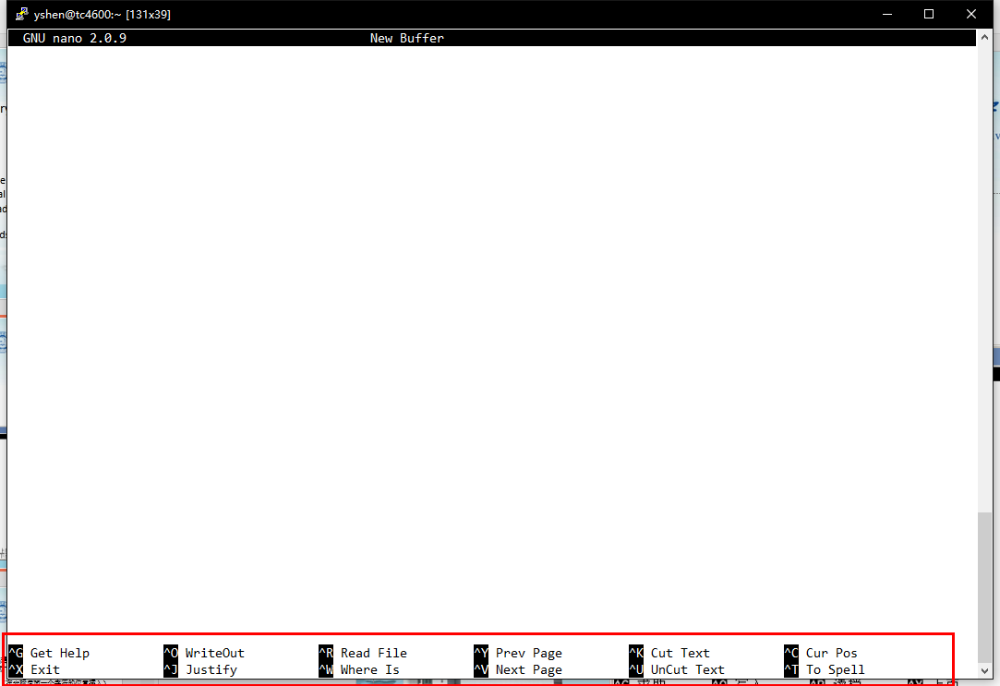 yshen@tc4600:~ [131x39]
GNU nano 2.0.9 New Buffer
^G Get Help ^O WriteOut ^R Read File ^Y Prev Page ^K Cut Text ^C Cur Pos
^X Exit ^J Justify ^W Where Is ^V Next Page ^U UnCut Text ^T To Spell